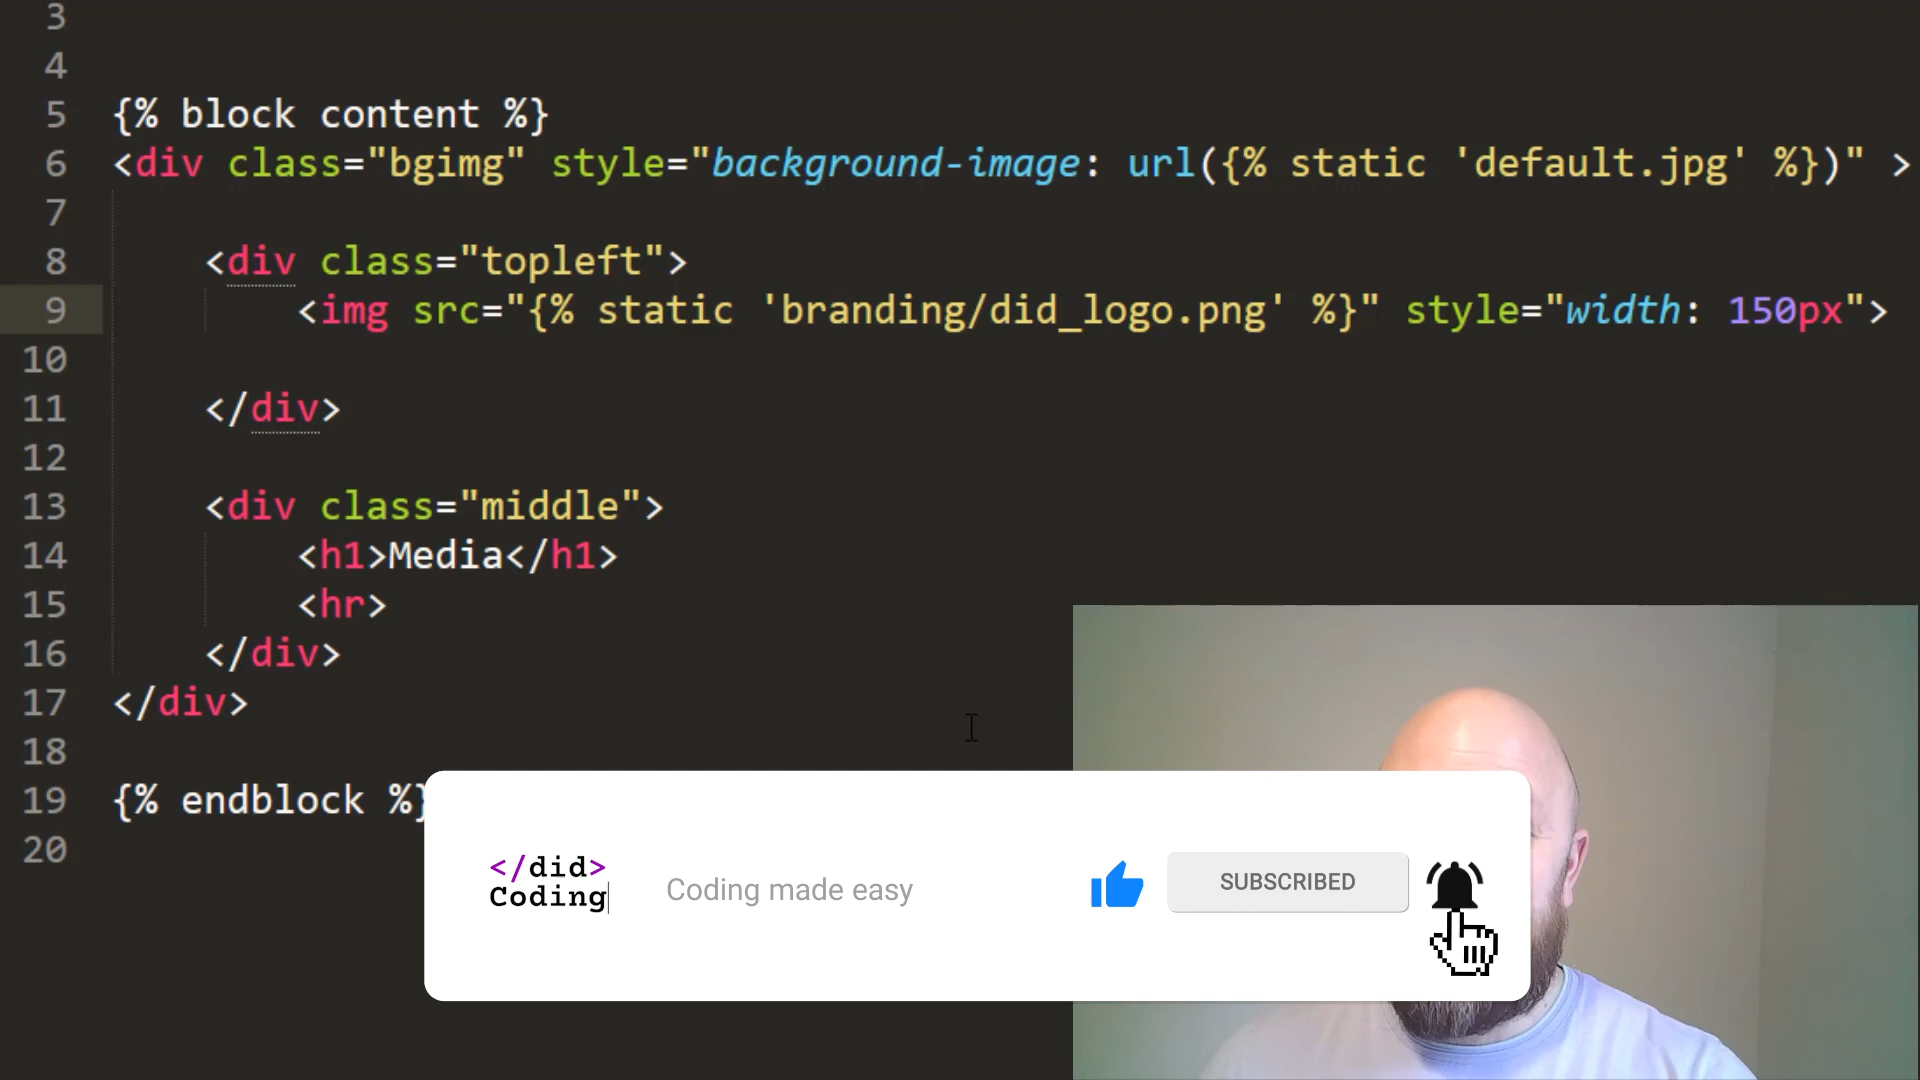 3
4
5 {% block content %}
6 <div class="bgimg" style="background-image: url({% static 'default.jpg' %})" >
7
8 <div class="topleft">
9 <img src="{% static 'branding/did_logo.png' %}" style="width: 150px">
10
11 </div>
12
13 <div class="middle">
14 <h1>Media</h1>
15 <hr>
16 </div>
17 </div>
18
19 {% endblock %}
20
</did>
Coding
Coding made easy
SUBSCRIBED